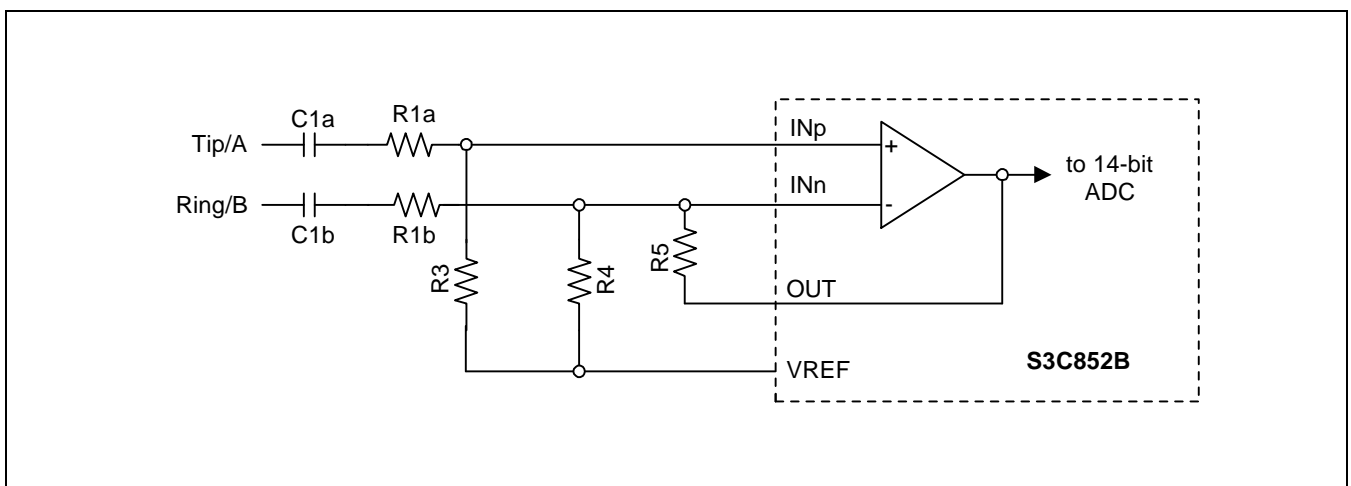 C1a
R1a
Tip/A
INp
+
to 14-bit
ADC
INn
Ring/B
-
C1b
R1b
R3
R4
R5
OUT
VREF
S3C852B